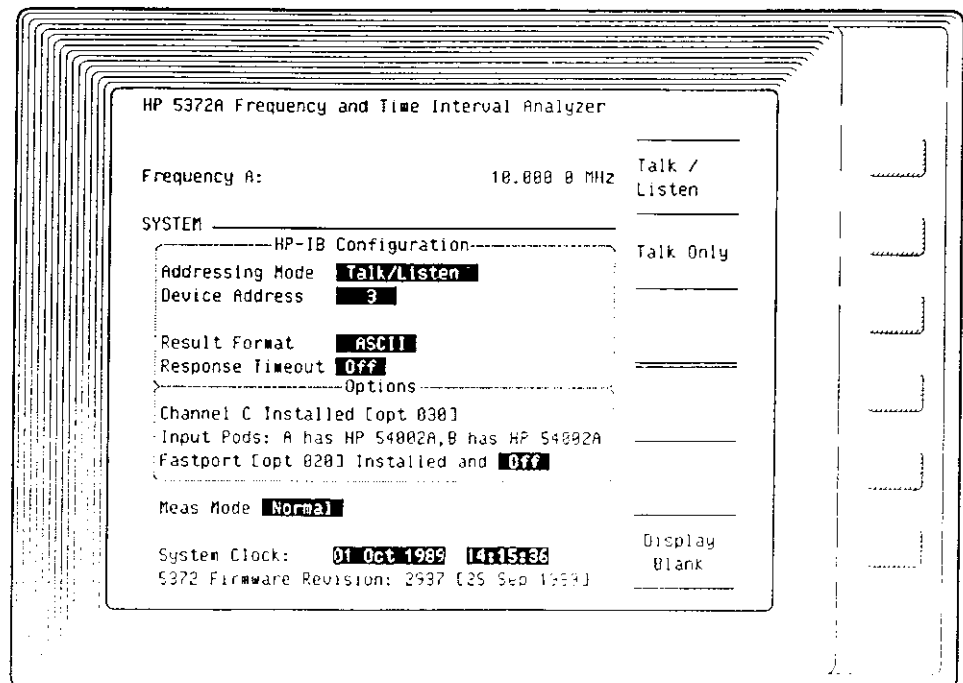 HP 5372A Frequency and Time Interval Analyzer
Frequency A: 10.000 0 MHz
SYSTEM
HP-IB Configuration
Addressing Mode Talk/Listen
Device Address 3
Result Format ASCII
Response Timeout Off
Options
Channel C Installed [opt 030]
Input Pods: A has HP 54002A,B has HP 54002A
Fastport [opt 020] Installed and Off
Meas Mode Normal
System Clock: 01 Oct 1989 14:15:36
5372 Firmware Revision: 2937 [25 Sep
Talk /
Listen
Talk Only
Display
Blank